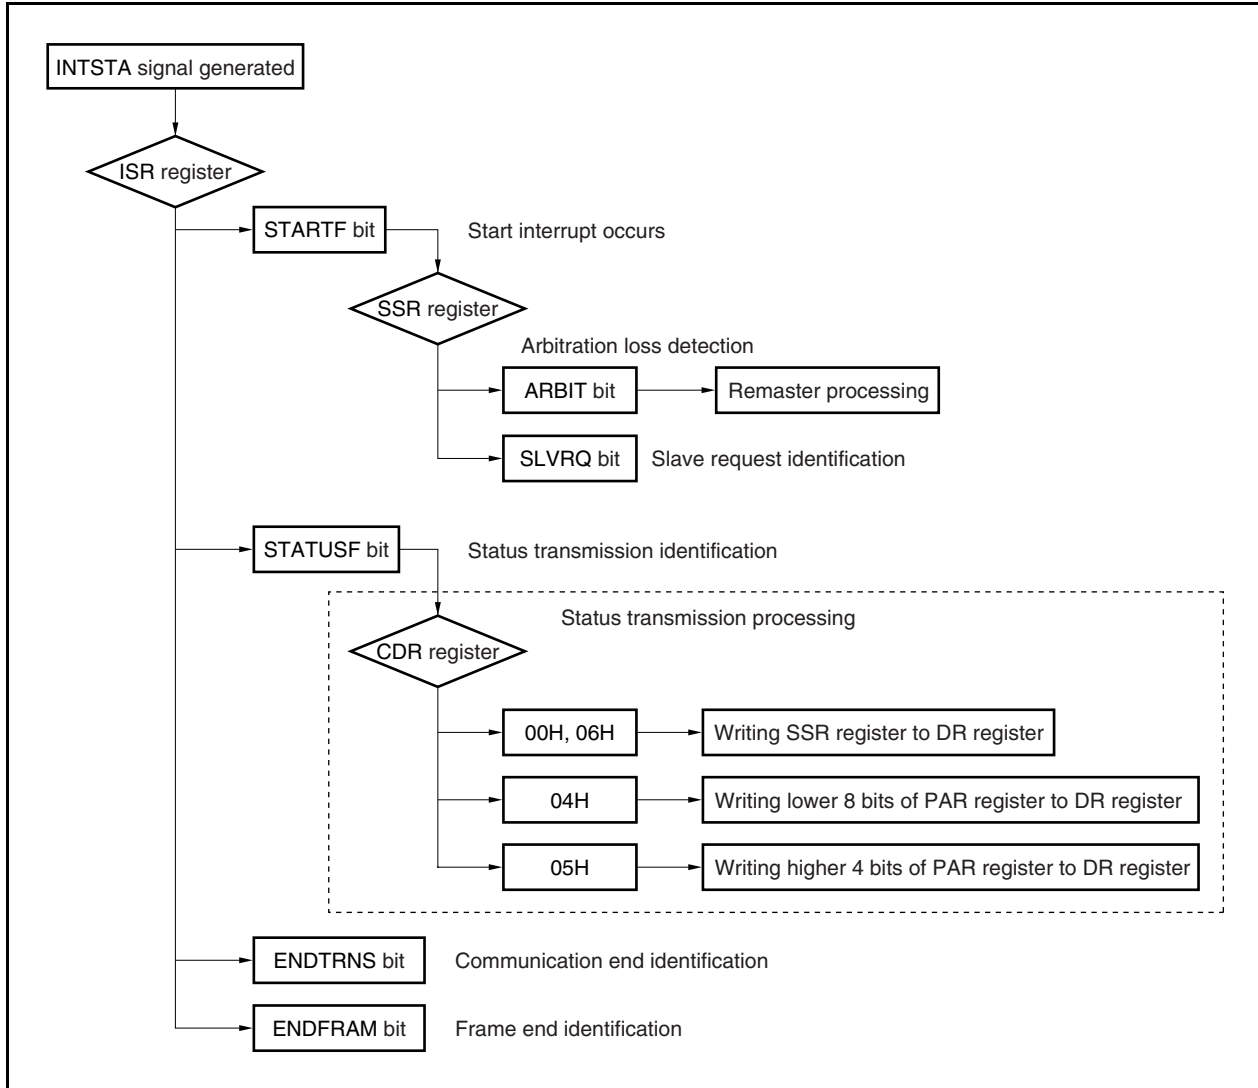 INTSTA signal generated
ISR register
STARTF bit
Start interrupt occurs
SSR register
Arbitration loss detection
ARBIT bit
Remaster processing
SLVRQ bit
Slave request identification
STATUSF bit
Status transmission identification
Status transmission processing
CDR register
00H, 06H
Writing SSR register to DR register
04H
Writing lower 8 bits of PAR register to DR register
05H
Writing higher 4 bits of PAR register to DR register
ENDTRNS bit
Communication end identification
ENDFRAM bit
Frame end identification